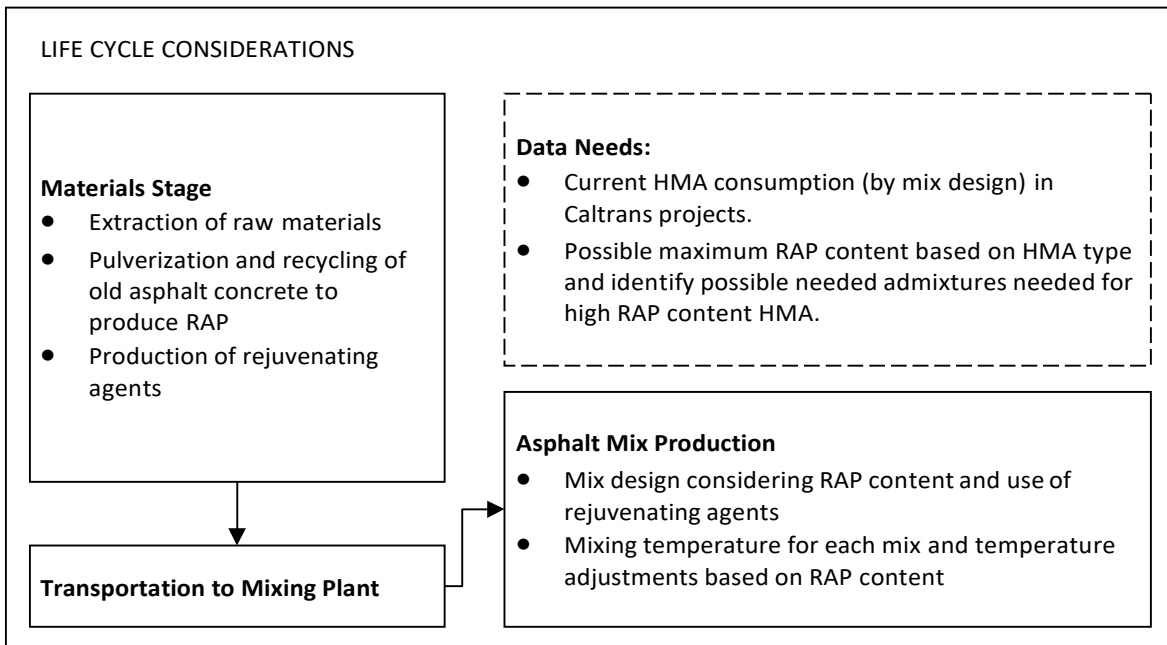 LIFE CYCLE CONSIDERATIONS
Materials Stage
● Extraction of raw materials
● Pulverization and recycling of
old asphalt concrete to
produce RAP
● Production of rejuvenating
agents
Transportation to Mixing Plant
Data Needs:
● Current HMA consumption (by mix design) in
Caltrans projects.
● Possible maximum RAP content based on HMA type
and identify possible needed admixtures needed for
high RAP content HMA.
Asphalt Mix Production
● Mix design considering RAP content and use of
rejuvenating agents
● Mixing temperature for each mix and temperature
adjustments based on RAP content